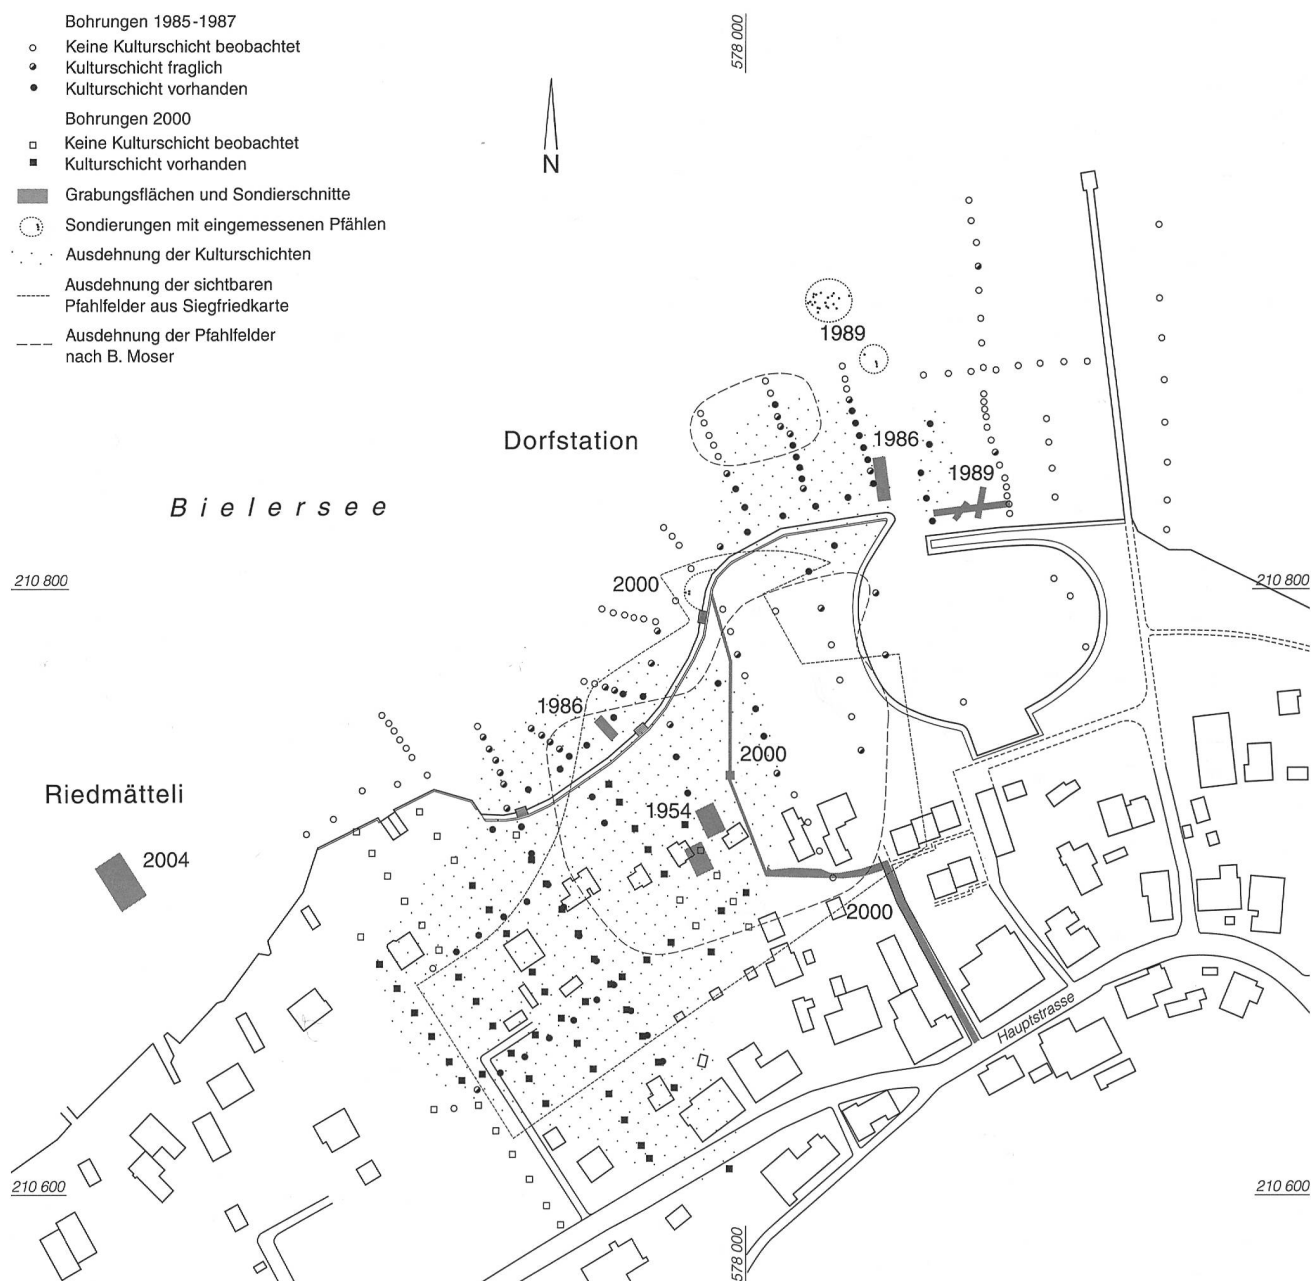 Bohrungen 1985-1987
Keine Kulturschicht beobachtet
Kulturschicht fraglich
Kulturschicht vorhanden
Bohrungen 2000
Keine Kulturschicht beobachtet
Kulturschicht vorhanden
Grabungsflächen und Sondierschnitte
Sondierungen mit eingemessenen Pfählen
Ausdehnung der Kulturschichten
Ausdehnung der sichtbaren
Pfahlfelder aus Siegfriedkarte
Ausdehnung der Pfahlfelder
nach B. Moser
578 000
N
1989
Dorfstation
1986
1989
Bielersee
210 800
2000
210 800
1986
2000
Riedmätteli
1954
2004
2000
Hauptstrasse
210 600
210 600
578 000